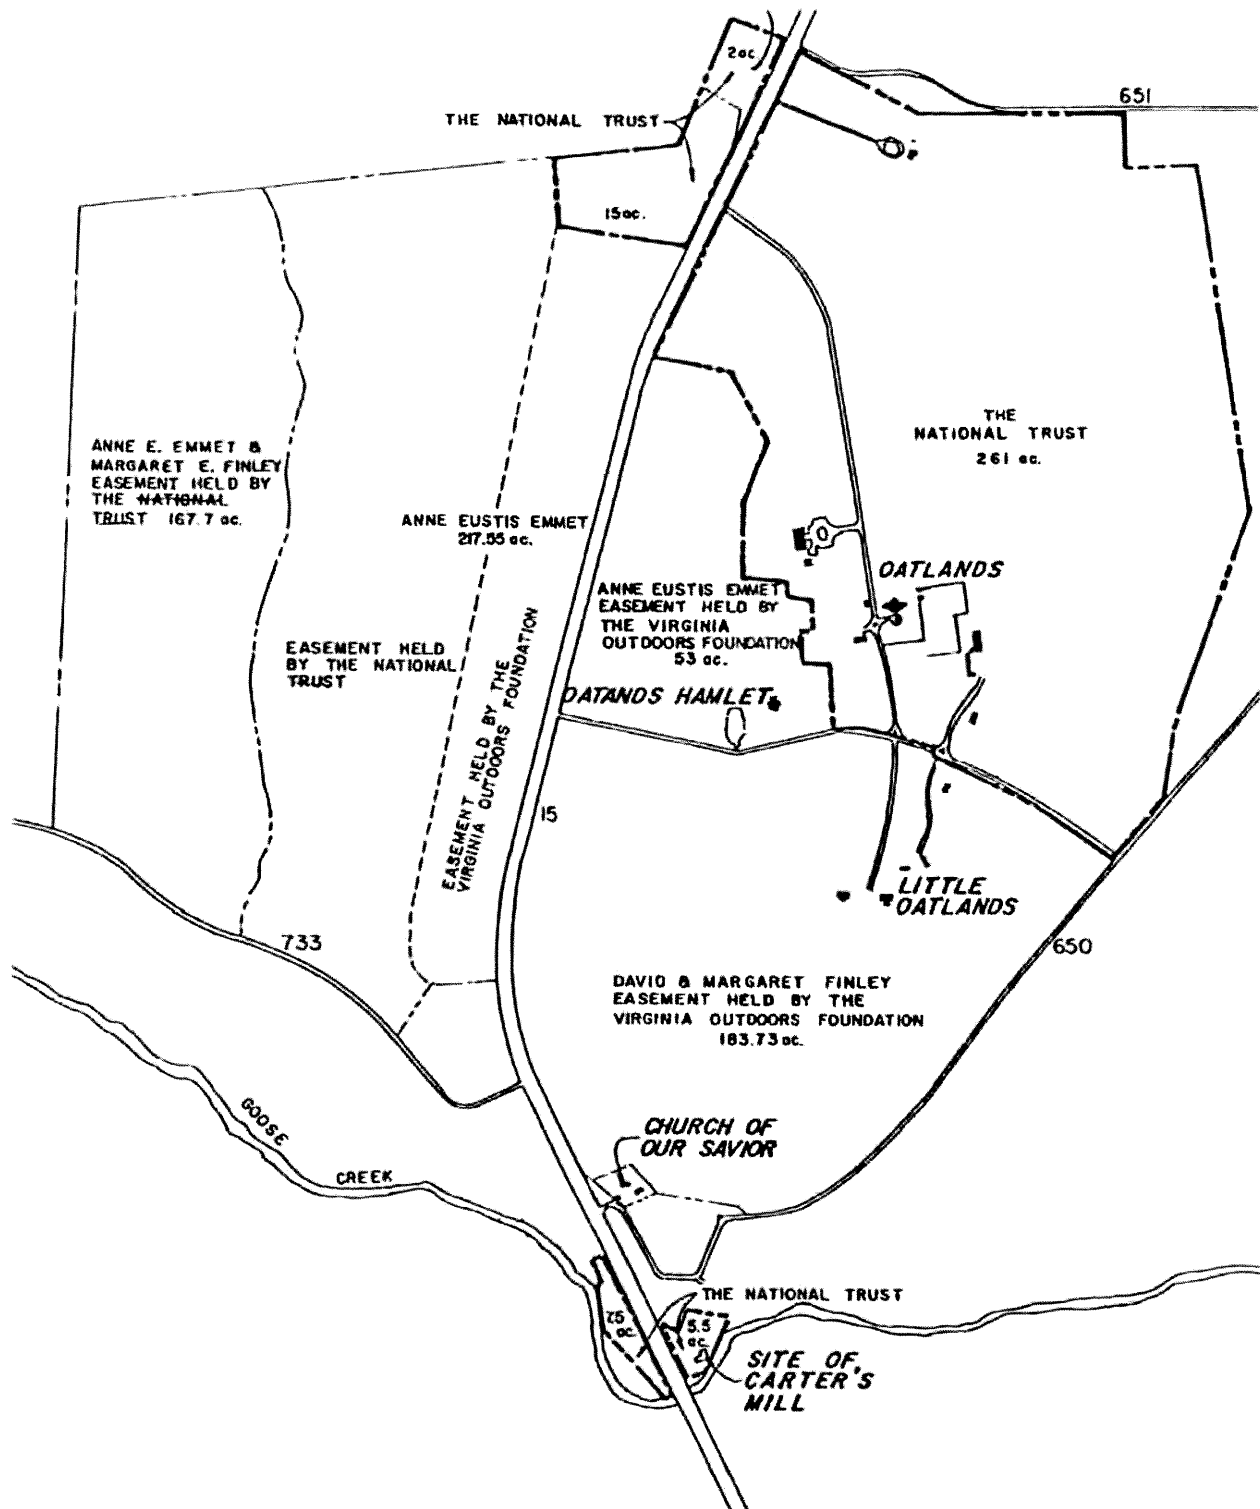 2 ac.
651
THE NATIONAL TRUST
15 ac.
THE
NATIONAL TRUST
261 ac.
ANNE E. EMMET &
MARGARET E. FINLEY
EASEMENT HELD BY
THE NATIONAL
TRUST 167.7 ac.
ANNE EUSTIS EMMET
217.55 ac.
OATLANDS
ANNE EUSTIS EMMET
EASEMENT HELD BY
THE VIRGINIA
OUTDOORS FOUNDATION
53 ac.
EASEMENT HELD
BY THE NATIONAL
TRUST
EASEMENT HELD BY THE
VIRGINIA OUTDOORS FOUNDATION
OATANDS HAMLET
15
LITTLE
OATLANDS
733
650
DAVID & MARGARET FINLEY
EASEMENT HELD BY THE
VIRGINIA OUTDOORS FOUNDATION
183.73 ac.
GOOSE
CREEK
CHURCH OF
OUR SAVIOR
THE NATIONAL TRUST
ac.
5.5
ac.
SITE OF
CARTER'S
MILL